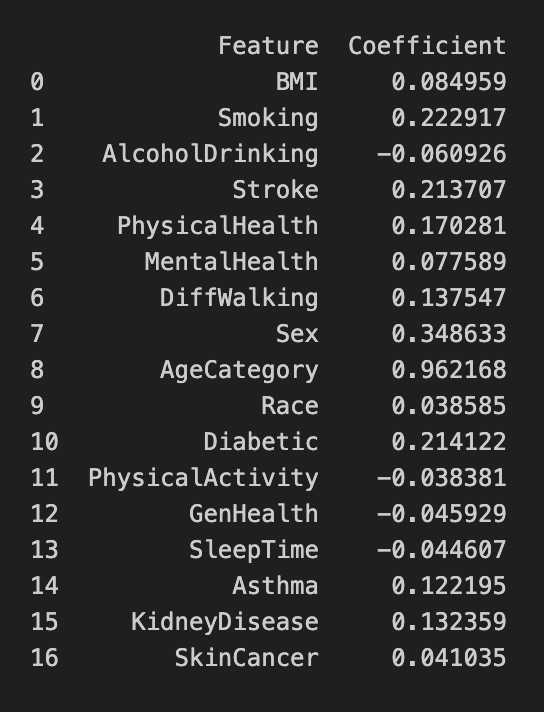 Feature Coefficient
0 BMI 0.084959
1 Smoking 0.222917
2 AlcoholDrinking -0.060926
3 Stroke 0.213707
4 PhysicalHealth 0.170281
5 MentalHealth 0.077589
6 DiffWalking 0.137547
7 Sex 0.348633
8 AgeCategory 0.962168
9 Race 0.038585
10 Diabetic 0.214122
11 PhysicalActivity -0.038381
12 GenHealth -0.045929
13 SleepTime -0.044607
14 Asthma 0.122195
15 KidneyDisease 0.132359
16 SkinCancer 0.041035